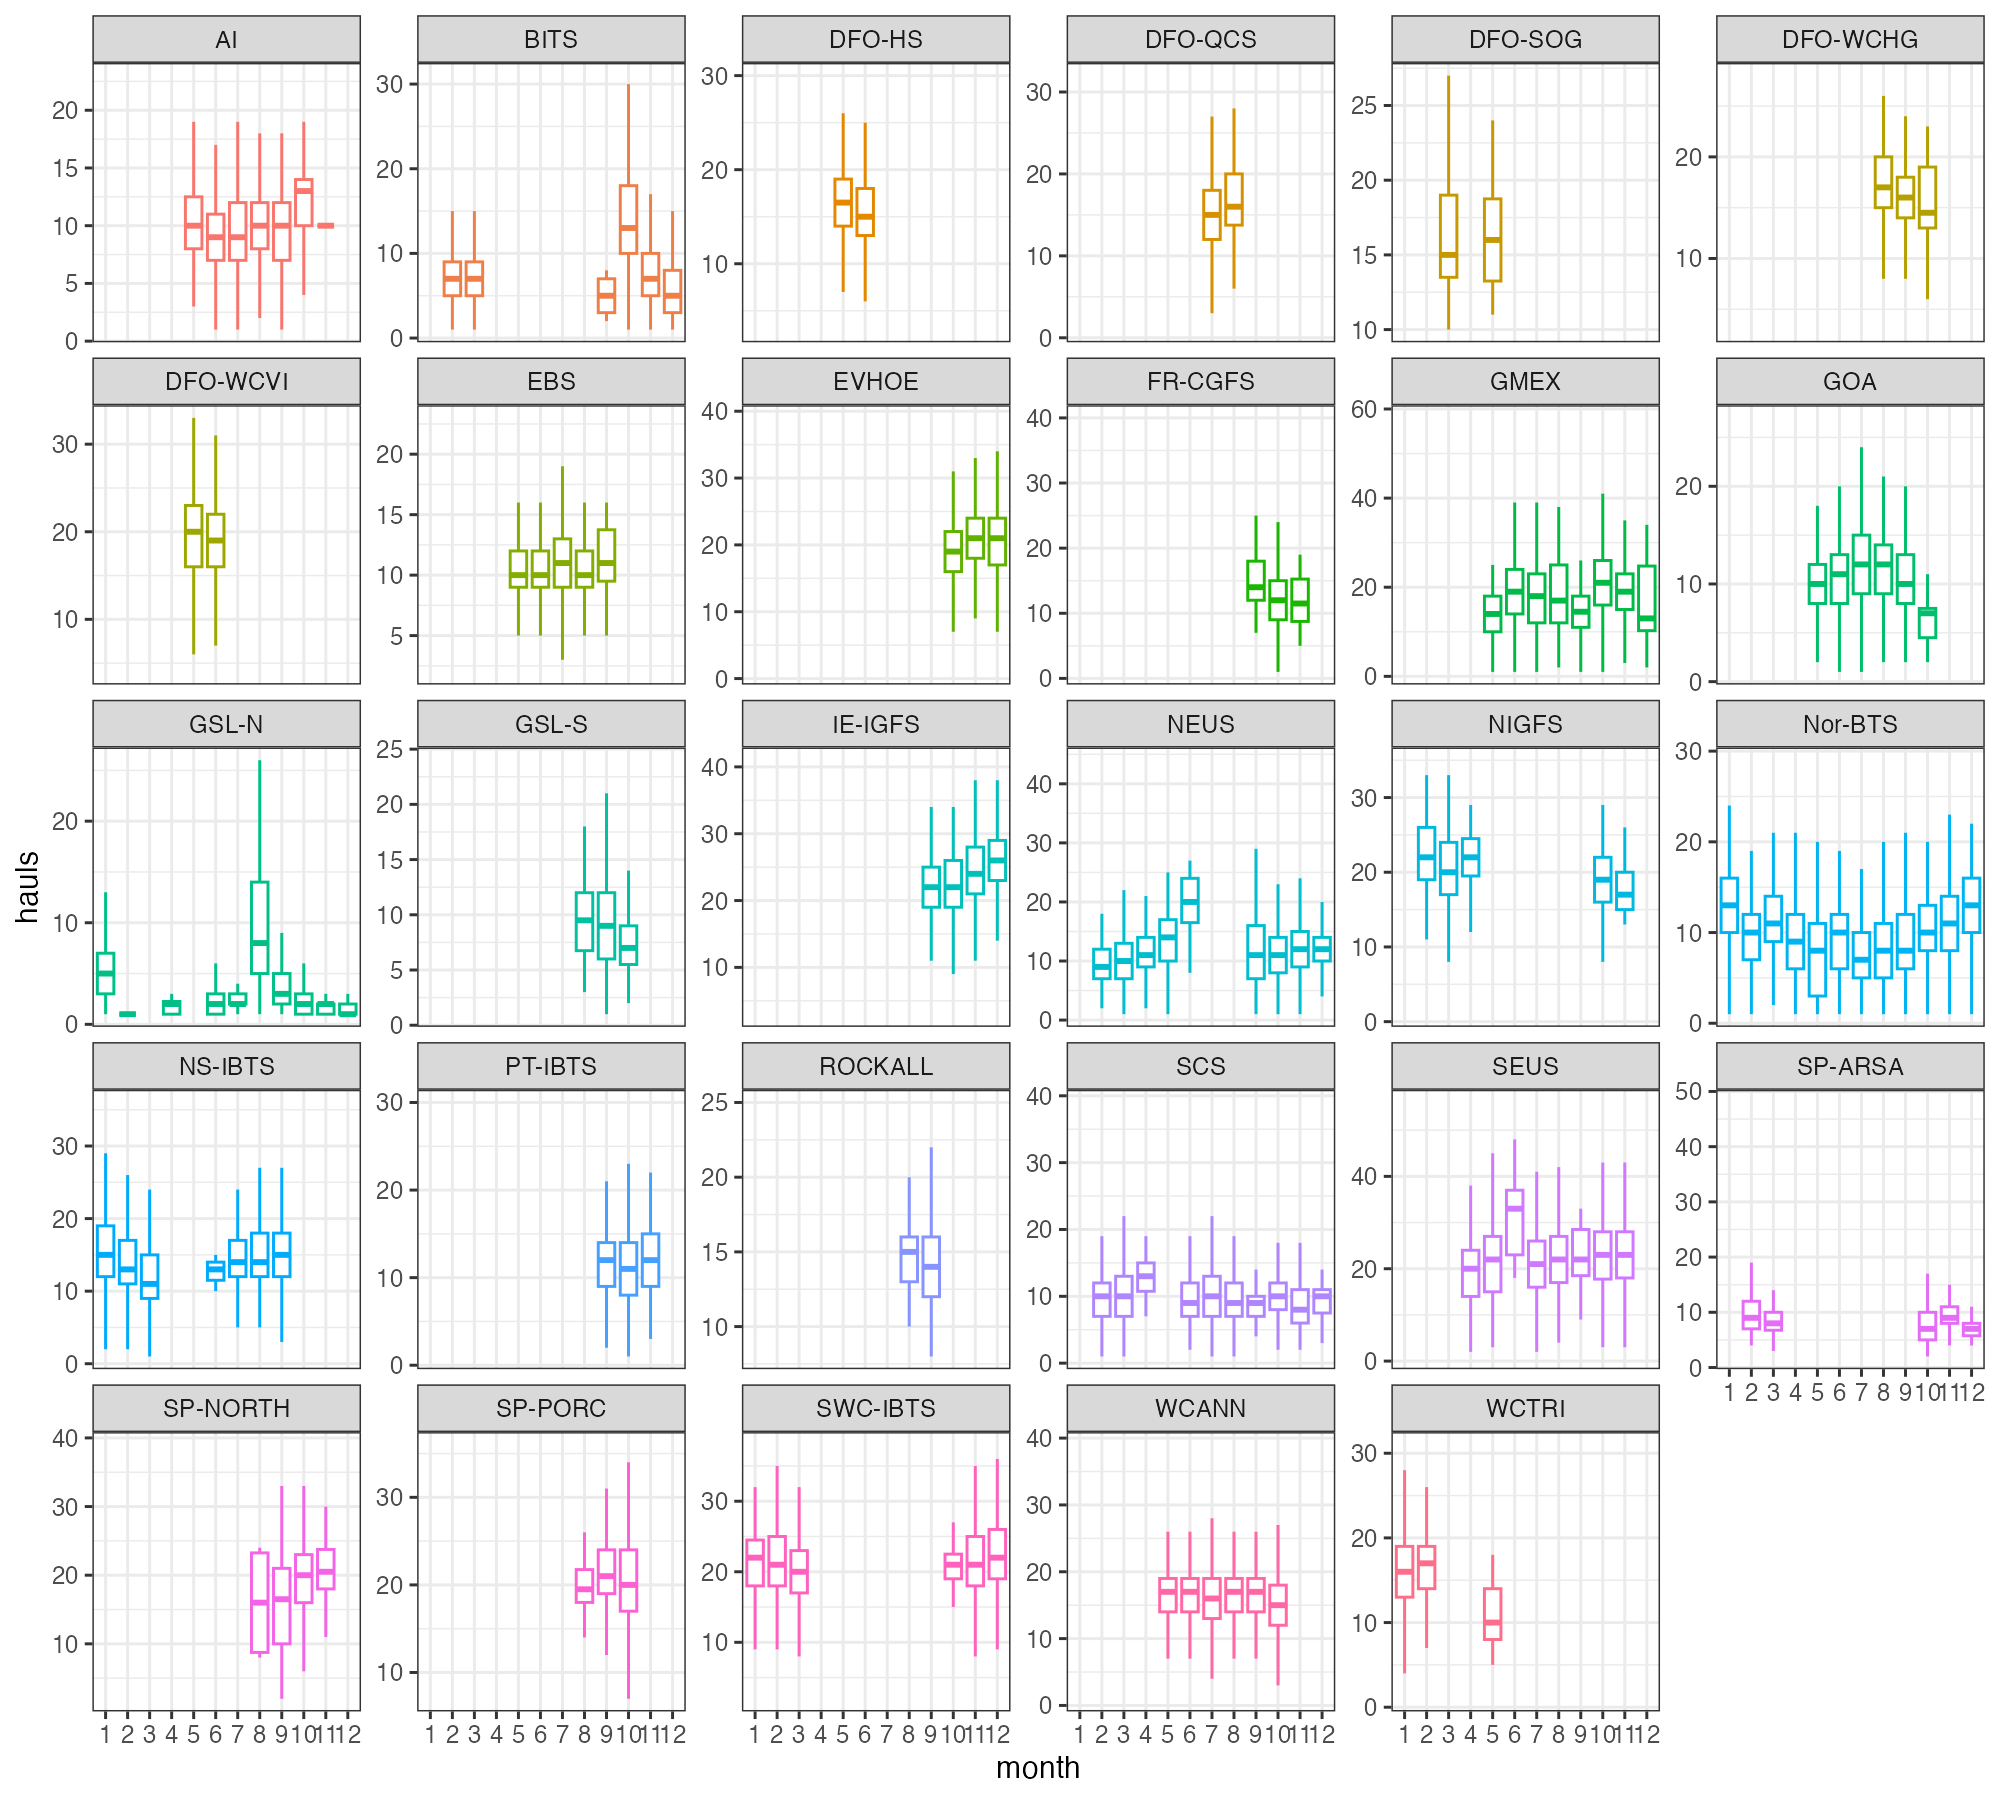 AI BITS DFO-HS DFO-QCS DFO-SOG DFO-WCHG
20 15 10 5 0
30 20 10 0
30 20 10
30 20 10 0
25 20 15 10
20 10
DFO-WCVI EBS EVHOE FR-CGFS GMEX GOA
30 20 10
20 15 10 5
40 30 20 10 0
40 30 20 10 0
60 40 20 0
20 10 0
GSL-N GSL-S IE-IGFS NEUS NIGFS Nor-BTS
20 10 0
25 20 15 10 5 0
40 30 20 10
40 30 20 10 0
30 20 10 0
30 20 10 0
hauls
NS-IBTS PT-IBTS ROCKALL SCS SEUS SP-ARSA
30 20 10 0
30 20 10 0
25 20 15 10
40 30 20 10 0
40 20 0
50 40 30 20 10 0
1 2 3 4 5 6 7 8 9 10 11 12
SP-NORTH SP-PORC SWC-IBTS WCANN WCTRI
40 30 20 10
30 20 10
30 20 10
40 30 20 10 0
30 20 10 0
1 2 3 4 5 6 7 8 9 10 11 12
1 2 3 4 5 6 7 8 9 10 11 12
1 2 3 4 5 6 7 8 9 10 11 12
1 2 3 4 5 6 7 8 9 10 11 12
1 2 3 4 5 6 7 8 9 10 11 12
month